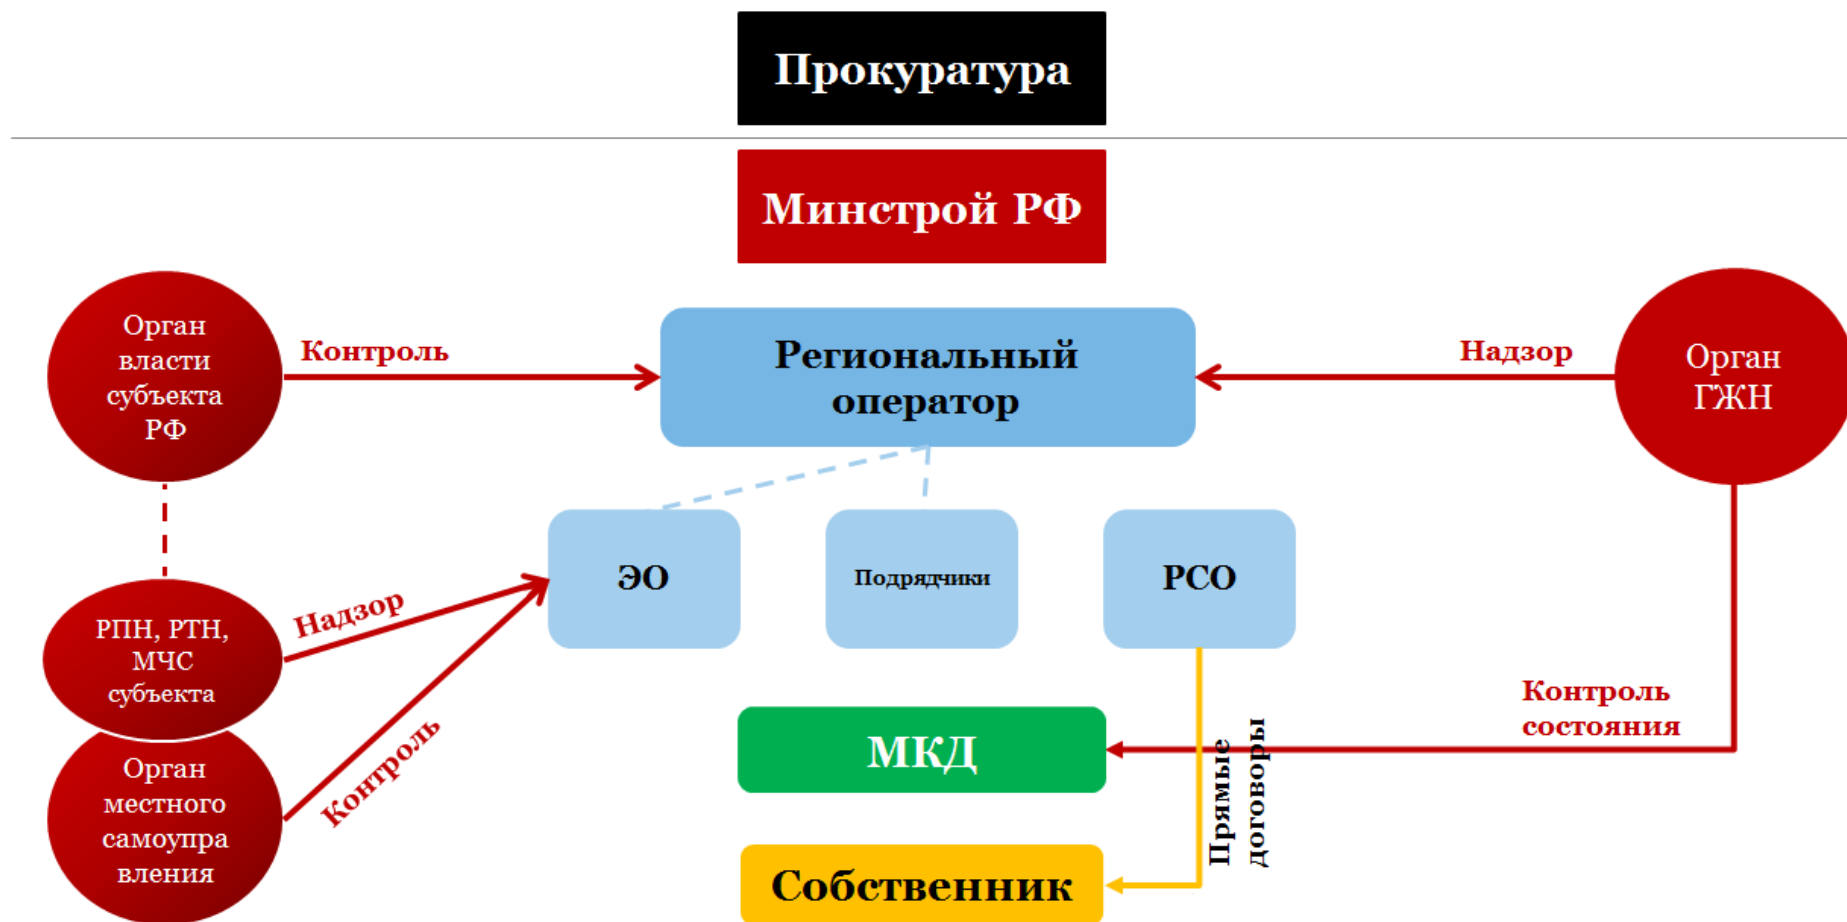 Прокуратура
Минстрой РФ
Орган
власти
субъекта
РФ
Контроль
Региональный
оператор
Надзор
Орган
ГЖН
ЭО
Подрядчики
РСО
РПН, РТН,
МЧС
субъекта
Надзор
Контроль
Орган
местного
самоупра
вления
МКД
Прямые
договоры
Контроль
состояния
Собственник